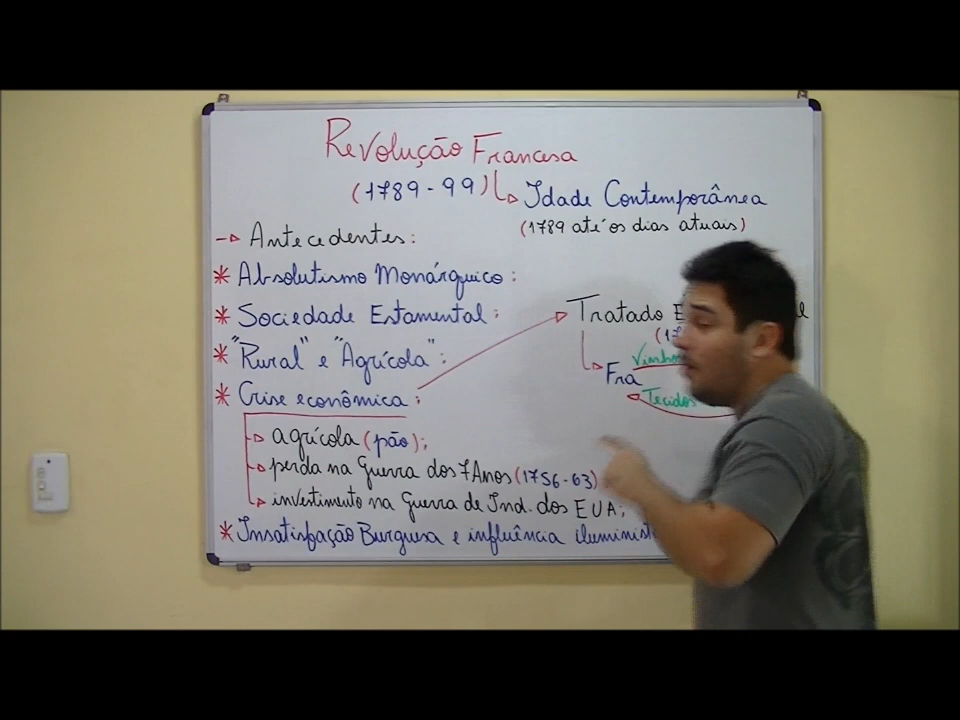 Revolução Francesa
(1789-99) Idade Contemporânea
(1789 até os dias atuais)
Antecedentes:
* Absolutismo Monárquico:
* Sociedade Estamental:
* "Rural" e "Agrícola":
* Crise econômica:
agrícola (pão);
perda na Guerra dos 7 Anos (1756-63)
investimento na Guerra de Ind. dos EUA;
* Insatisfação Burguesa e influência
Tratado
Fra
Tecidos